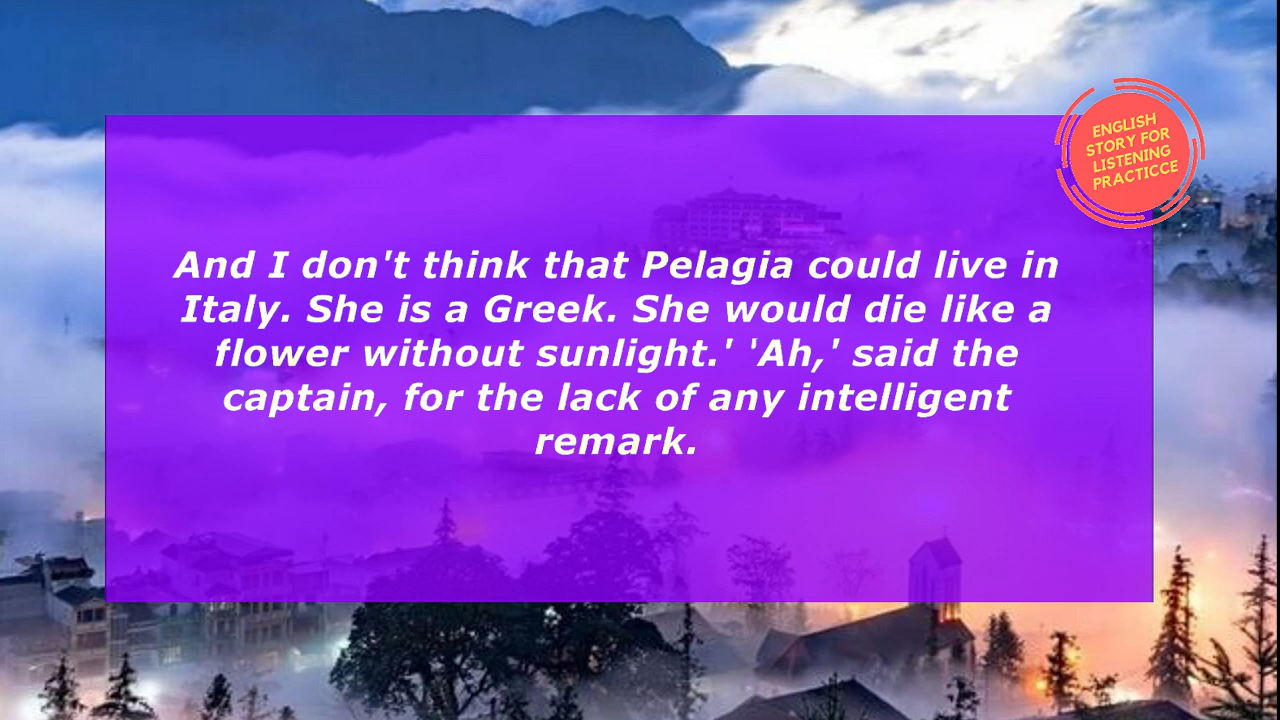 ENGLISH
STORY FOR
LISTENING
PRACTICCE
And I don't think that Pelagia could live in
Italy. She is a Greek. She would die like a
flower without sunlight.' 'Ah,' said the
captain, for the lack of any intelligent
remark.